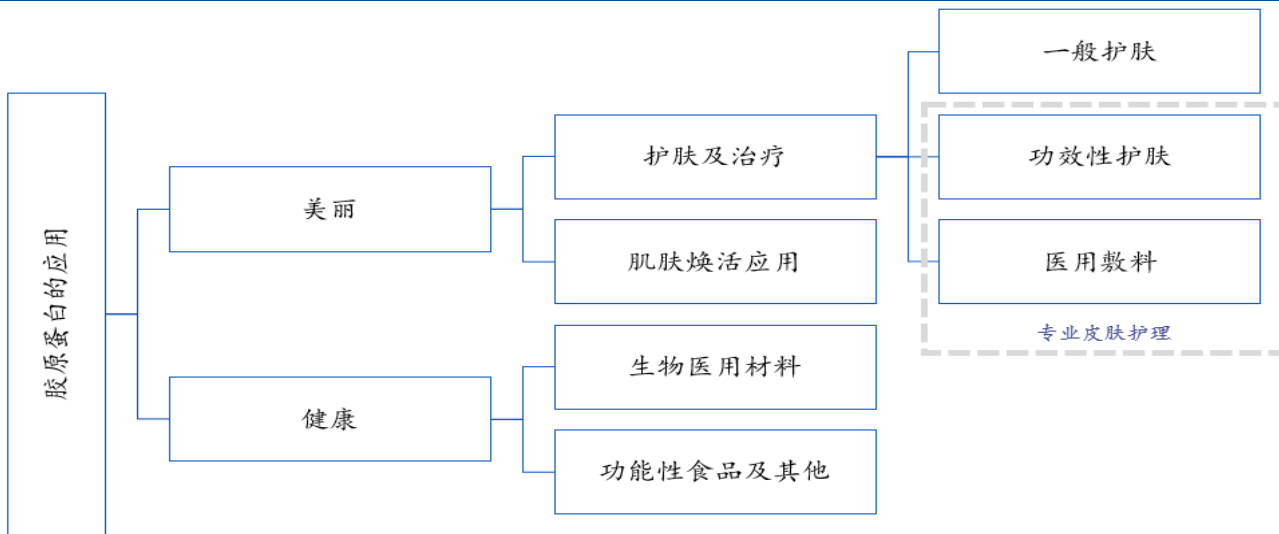 胶原蛋白的应用
美丽
健康
护肤及治疗
肌肤焕活应用
生物医用材料
功能性食品及其他
一般护肤
功效性护肤
医用敷料
专业皮肤护理